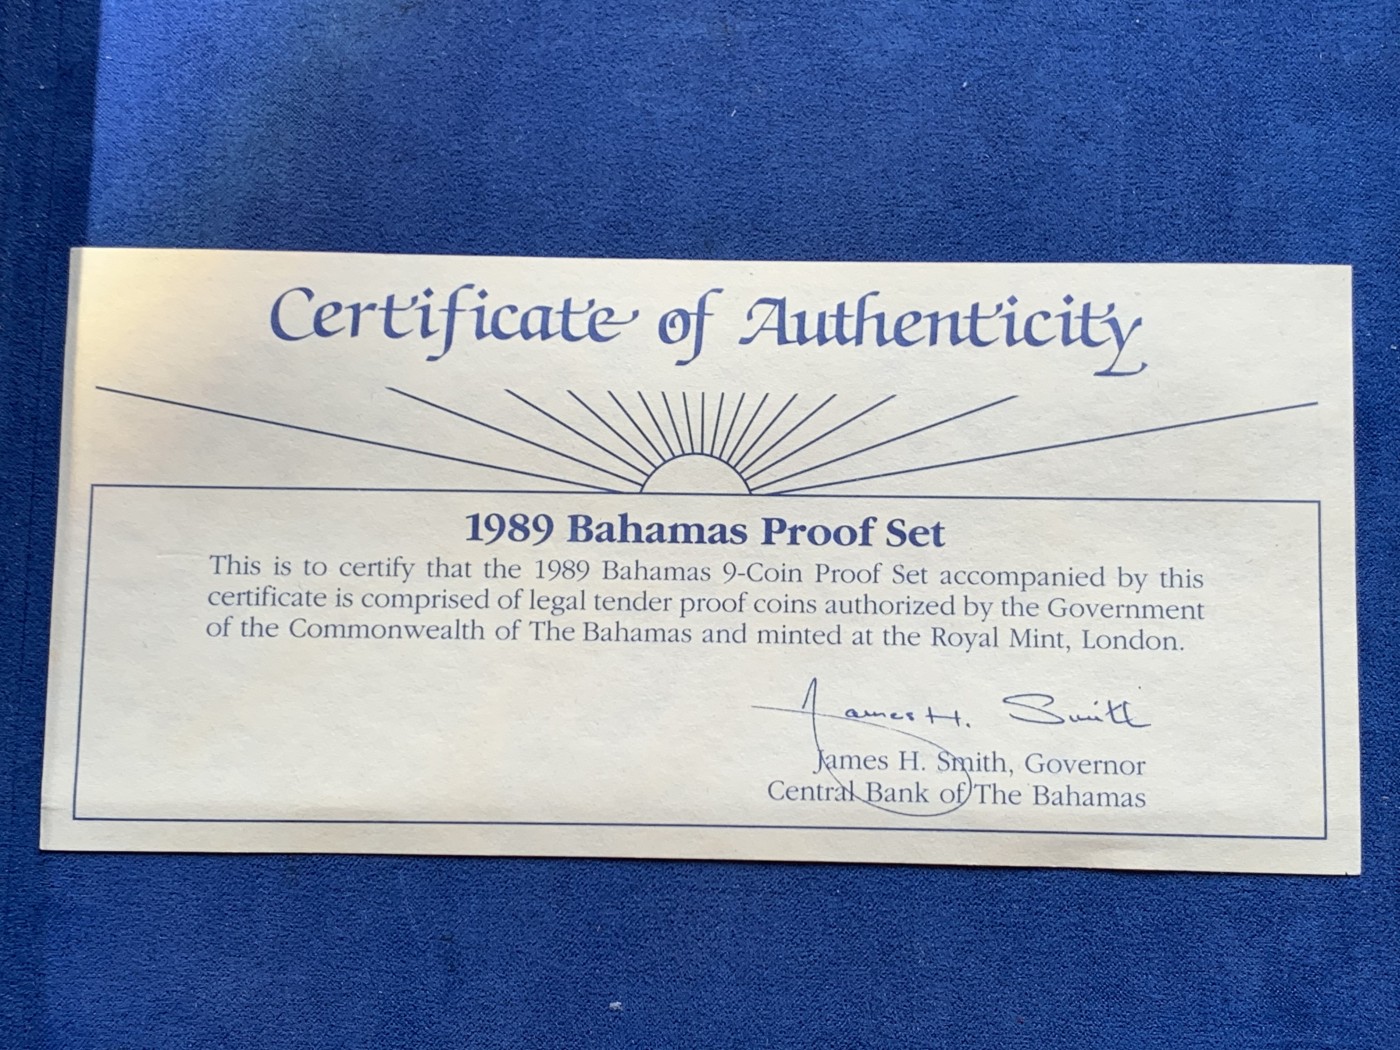 Certificate of Authenticity
1989 Bahamas Proof Set
This is to certify that the 1989 Bahamas 9-Coin Proof Set accompanied by this
certificate is comprised of legal tender proof coins authorized by the Government
of the Commonwealth of The Bahamas and minted at the Royal Mint, London.
James H. Smith
James H. Smith, Governor
Central Bank of The Bahamas